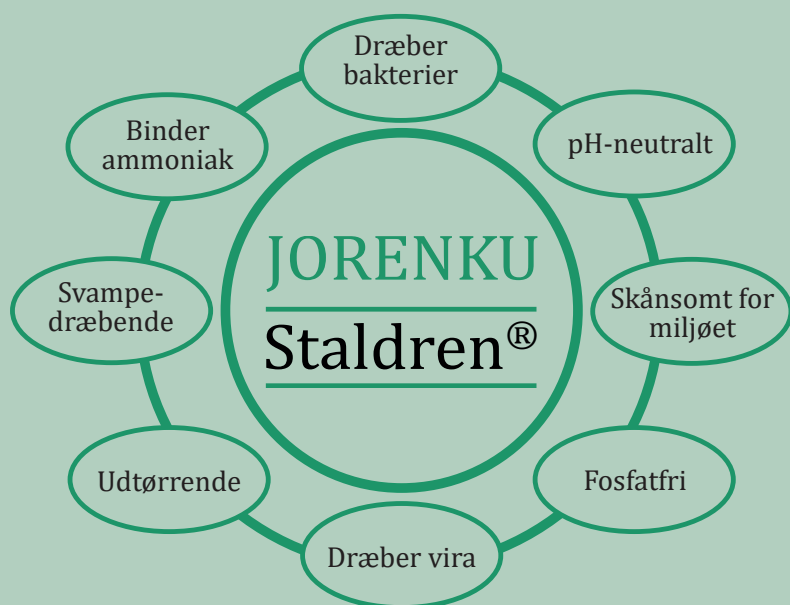 Dræber
bakterier
Binder
ammoniak
pH-neutralt
JORENKU
Staldren®
Svampe-
dræbende
Skånsomt for
miljøet
Udtørrende
Fosfatfri
Dræber vira